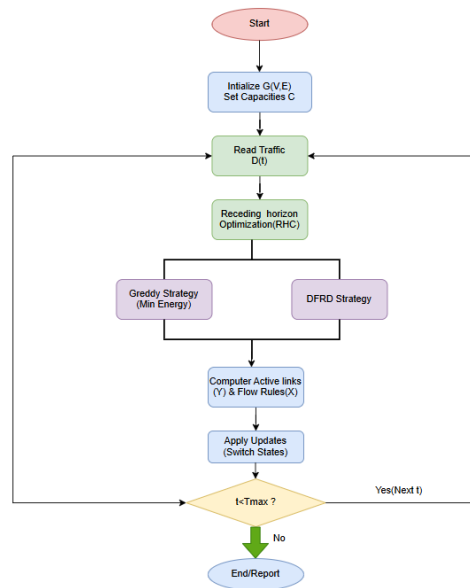 Start
Intialize G(V,E)
Set Capacities C
Read Traffic
D(t)
Receding horizon
Optimization(RHC)
Greddy Strategy
(Min Energy)
DFRD Strategy
Computer Active links
(Y) & Flow Rules(X)
Apply Updates
(Switch States)
t<Tmax ?
Yes(Next t)
No
End/Report